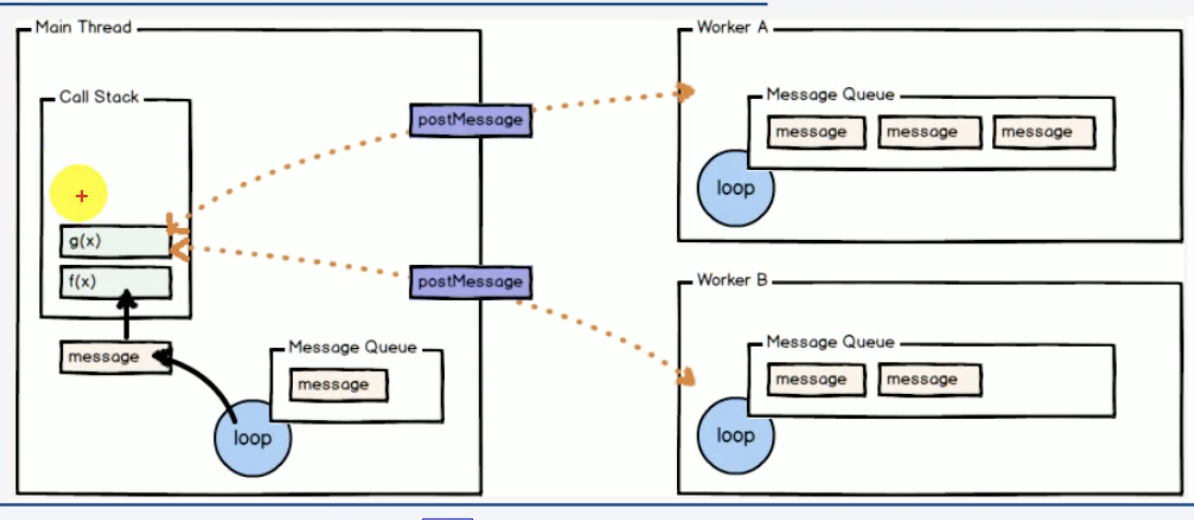 Main Thread
Call Stack
g(x)
f(x)
message
Message Queue
message
loop
postMessage
postMessage
Worker A
Message Queue
message message message
loop
Worker B
Message Queue
message message
loop